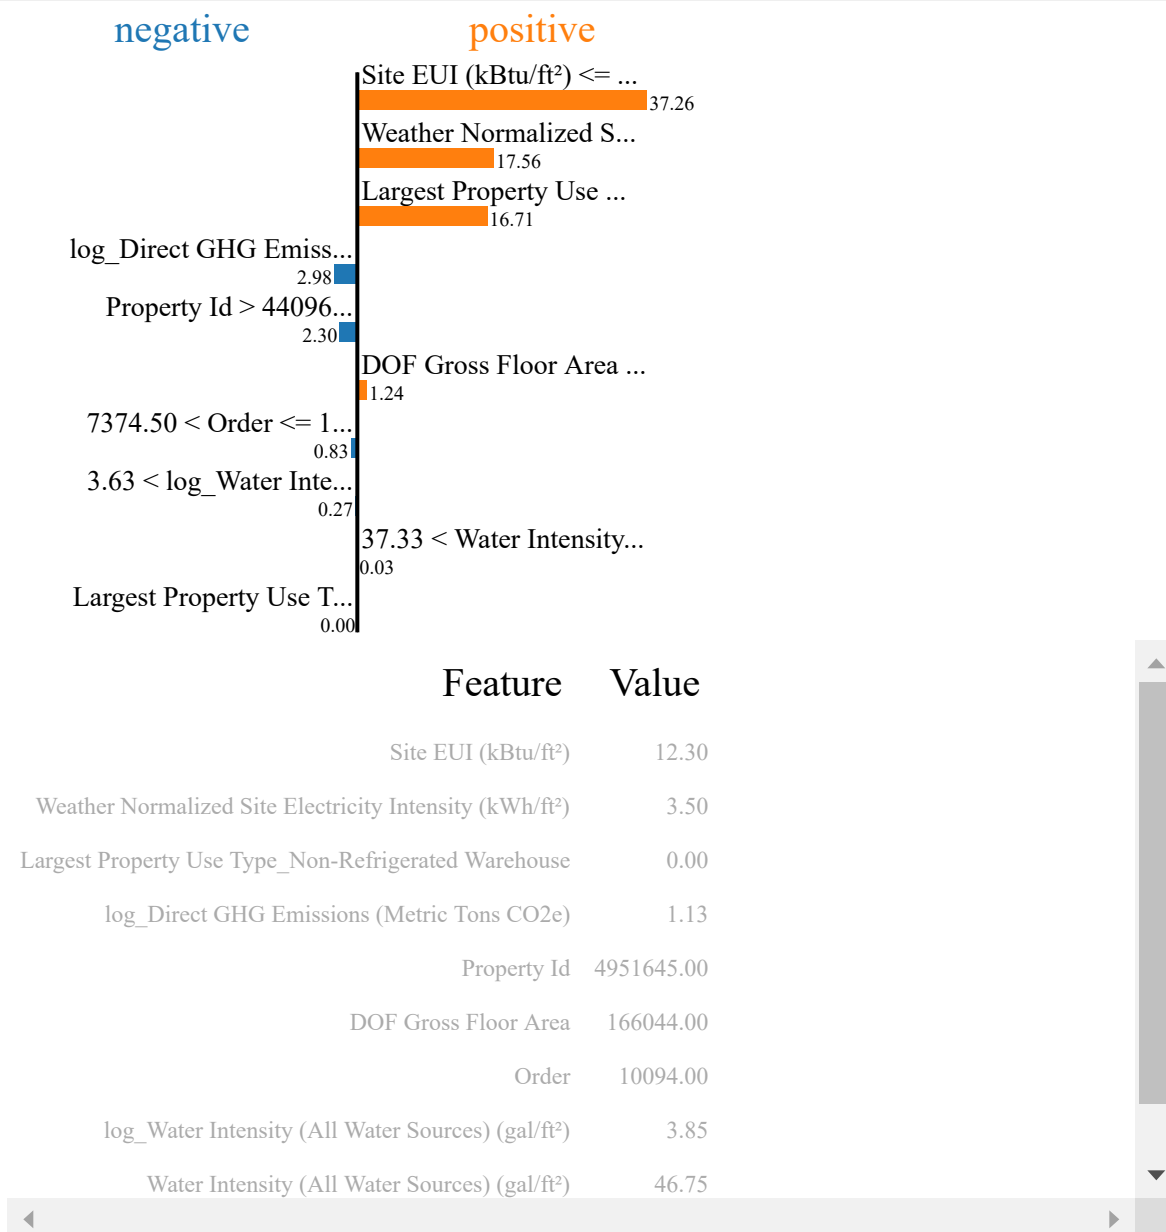 negative positive
Site EUI (kBtu/ft²) <= ...
37.26
Weather Normalized S...
17.56
Largest Property Use ...
16.71
log_Direct GHG Emiss...
2.98
Property Id > 44096...
2.30
DOF Gross Floor Area ...
1.24
7374.50 < Order <= 1...
0.83
3.63 < log_Water Inte...
0.27
37.33 < Water Intensity...
0.03
Largest Property Use T...
0.00
Feature Value
Site EUI (kBtu/ft²) 12.30
Weather Normalized Site Electricity Intensity (kWh/ft²) 3.50
Largest Property Use Type_Non-Refrigerated Warehouse 0.00
log_Direct GHG Emissions (Metric Tons CO2e) 1.13
Property Id 4951645.00
DOF Gross Floor Area 166044.00
Order 10094.00
log_Water Intensity (All Water Sources) (gal/ft²) 3.85
Water Intensity (All Water Sources) (gal/ft²) 46.75